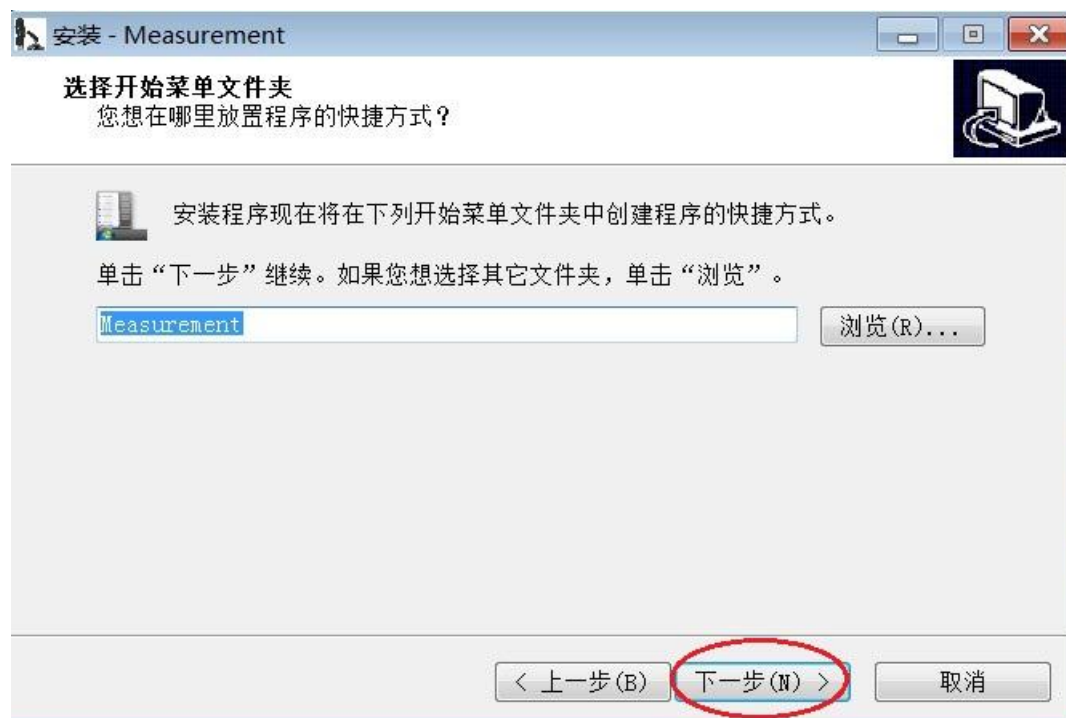 安装 - Measurement
选择开始菜单文件夹
您想在哪里放置程序的快捷方式？
安装程序现在将在下列开始菜单文件夹中创建程序的快捷方式。
单击“下一步”继续。如果您想选择其它文件夹，单击“浏览”。
Measurement
浏览(R)...
< 上一步(B)
下一步(N) >
取消